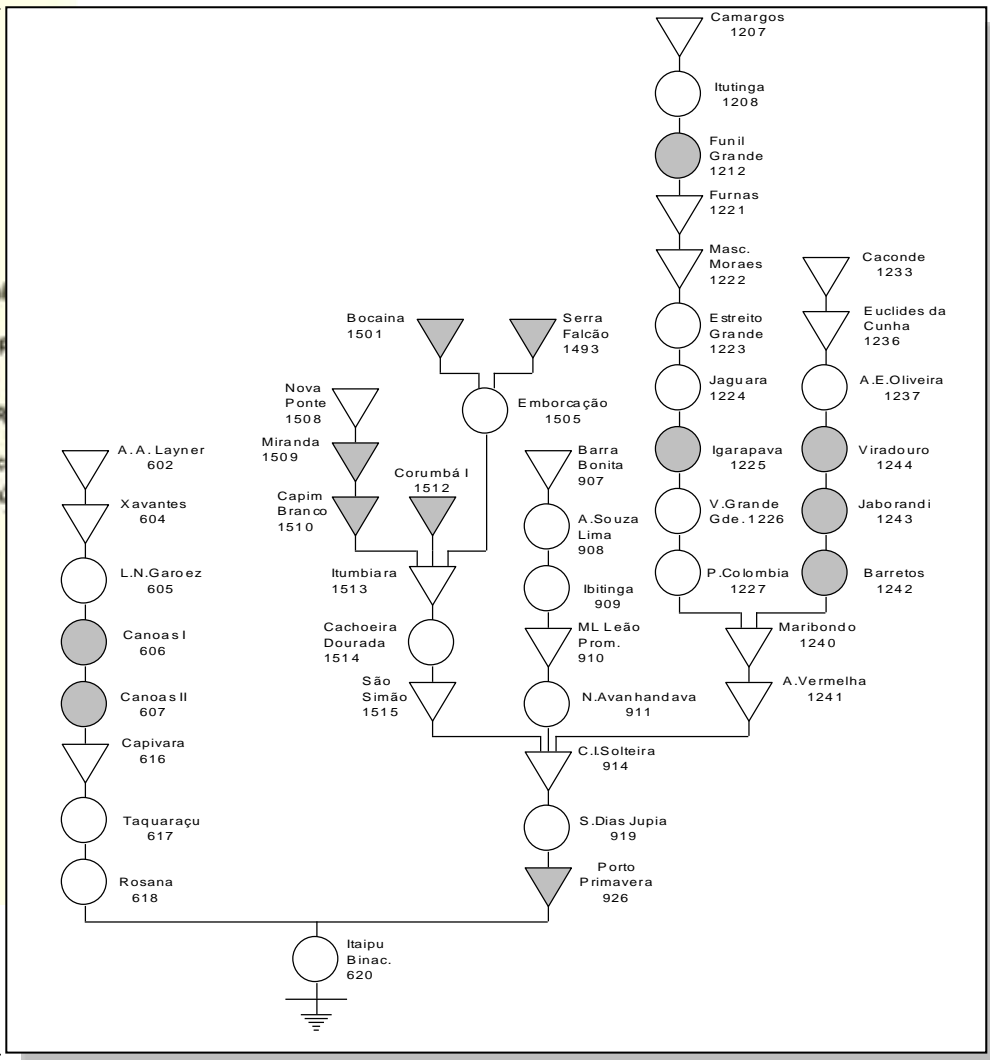 Camargos
1207
Itutinga
1208
Funil
Grande
1212
Furnas
1221
Masc.
Moraes
1222
Estreito
Grande
1223
Jaguara
1224
Igarapava
1225
V.Grande
Gde.1226
P.Colombia
1227
Caconde
1233
Euclides da
Cunha
1236
A.E.Oliveira
1237
Viradouro
1244
Jaborandi
1243
Barretos
1242
Maribondo
1240
A.Vermelha
1241
Bocaina
1501
Serra
Falcão
1493
Emborcação
1505
Nova
Ponte
1508
Miranda
1509
Capim
Branco
1510
Corumbá I
1512
Itumbiara
1513
Cachoeira
Dourada
1514
São
Simão
1515
Barra
Bonita
907
A.Souza
Lima
908
Ibitinga
909
ML Leão
Prom.
910
N.Avanhandava
911
C.I.Solteira
914
S.Dias Jupia
919
Porto
Primavera
926
A.A. Layner
602
Xavantes
604
L.N.Garoez
605
Canoas I
606
Canoas II
607
Capivara
616
Taquaraçu
617
Rosana
618
Itaipu
Binac.
620